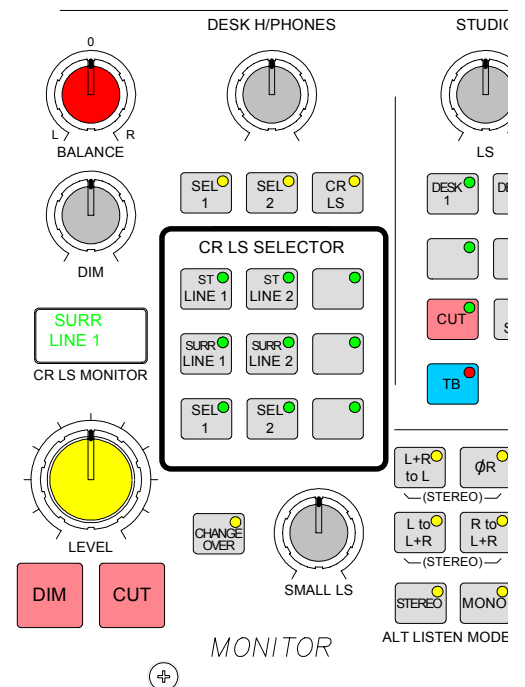 DESK H/PHONES
STUDIO
0
L R
BALANCE
LS
SEL
1
SEL
2
CR
LS
DESK
1
DE
DIM
CR LS SELECTOR
ST
LINE 1
ST
LINE 2
SURR
LINE 1
CR LS MONITOR
SURR
LINE 1
SURR
LINE 2
CUT
S
SEL
1
SEL
2
TB
LEVEL
L+R
to L
ØR
(STEREO)
CHANGE
OVER
L to
L+R
R to
L+R
(STEREO)
DIM
CUT
SMALL LS
STEREO
MONO
ALT LISTEN MODE
MONITOR